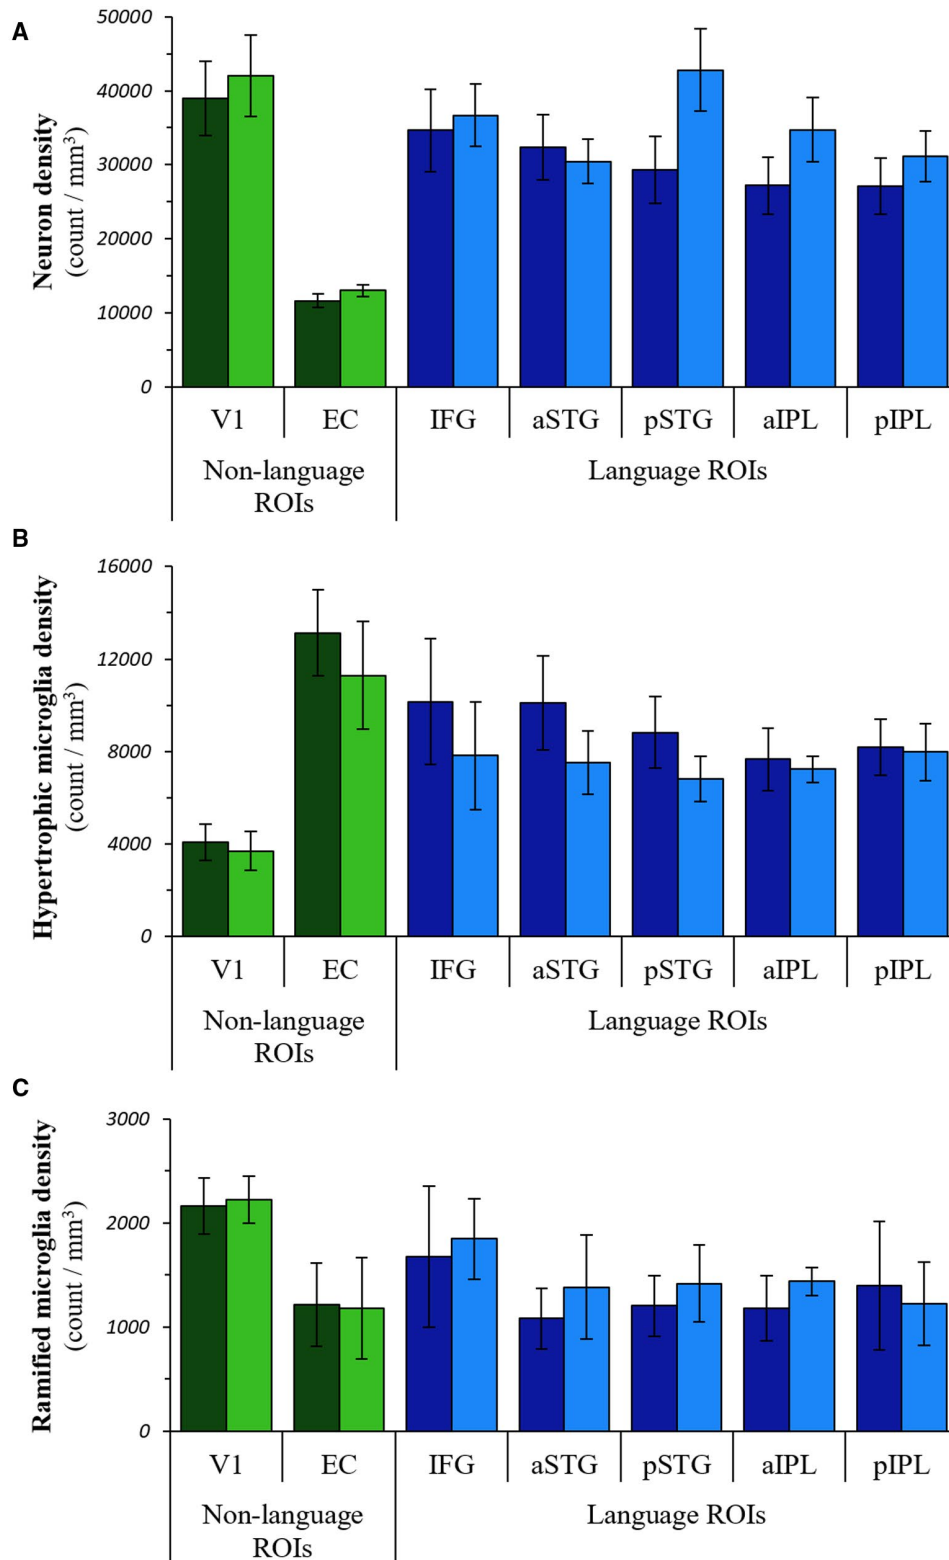 A
Neuron density
(count / mm³)
50000
40000
30000
20000
10000
0
V1 EC IFG aSTG pSTG aIPL pIPL
Non-language Language ROIs
ROIs
B
Hypertrophic microglia density
(count / mm³)
16000
12000
8000
4000
0
V1 EC IFG aSTG pSTG aIPL pIPL
Non-language Language ROIs
ROIs
C
Ramified microglia density
(count / mm³)
3000
2000
1000
0
V1 EC IFG aSTG pSTG aIPL pIPL
Non-language Language ROIs
ROIs